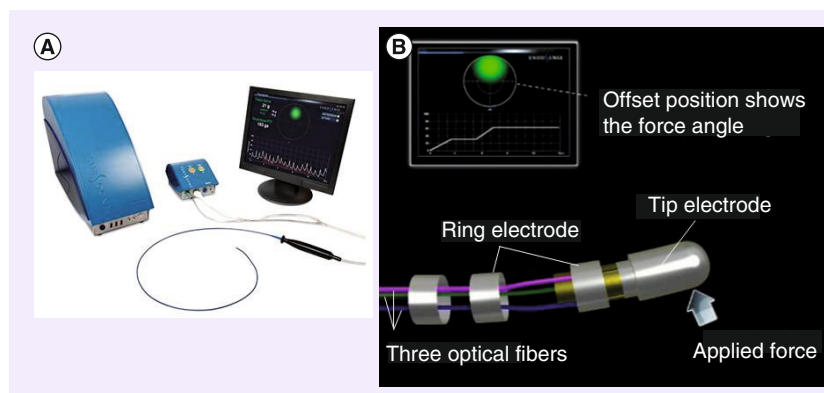 A
B
Offset position shows
the force angle
Tip electrode
Ring electrode
Three optical fibers
Applied force